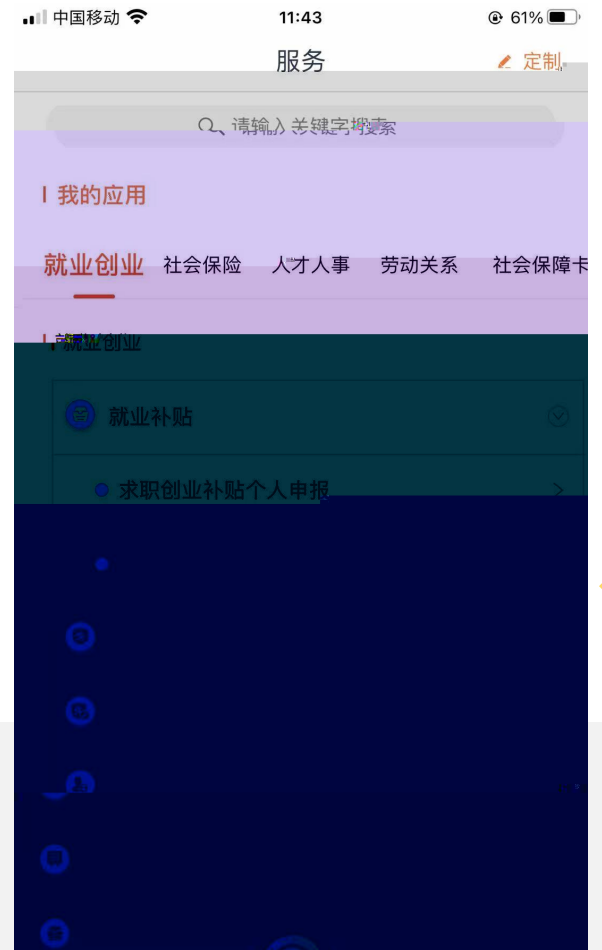 中国移动 11:43 61%
服务 定制
请输入关键字搜索
我的应用
就业创业 社会保险 人才人事 劳动关系 社会保障卡
就业创业
就业补贴
求职创业补贴个人申报